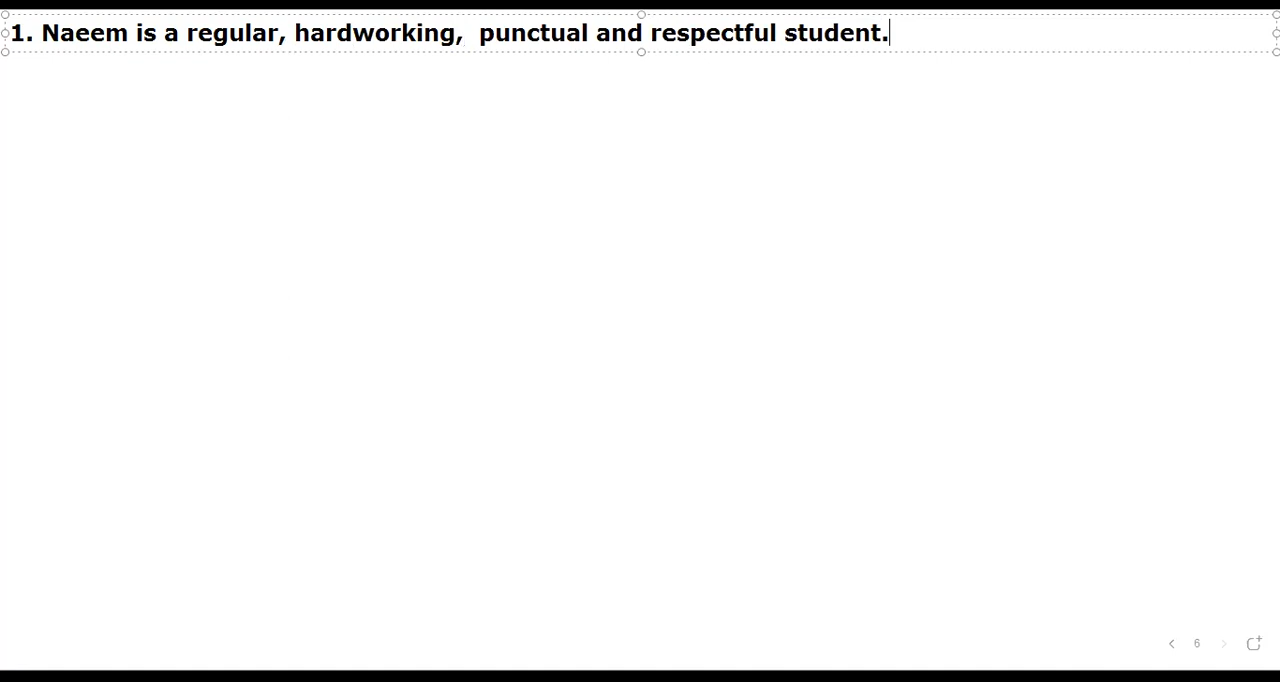 1. Naeem is a regular, hardworking,  punctual and respectful student.
6